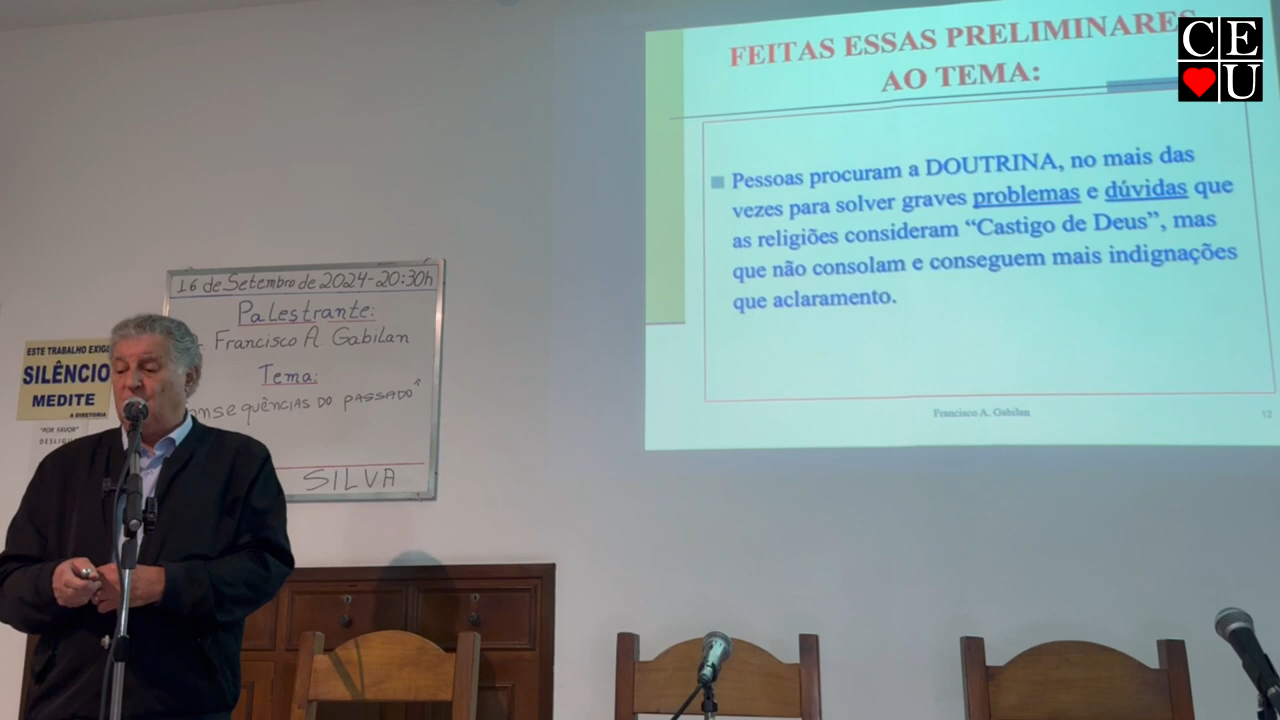 FEITAS ESSAS PRELIMINARES
AO TEMA:
Pessoas procuram a DOUTRINA, no mais das
vezes para solver graves problemas e dúvidas que
as religiões consideram “Castigo de Deus”, mas
que não consolam e conseguem mais indignações
que aclaramento.
Francisco A. Gabilan
12
CE
U
16 de Setembro de 2024-20:30h
Palestrante:
Francisco A Gabilan
Tema:
onsequências do passado"
SILVA
ESTE TRABALHO EXIG
SILÊNCIO
MEDITE
A DIRETORIA
"POR FAVOR"
DESLIGU